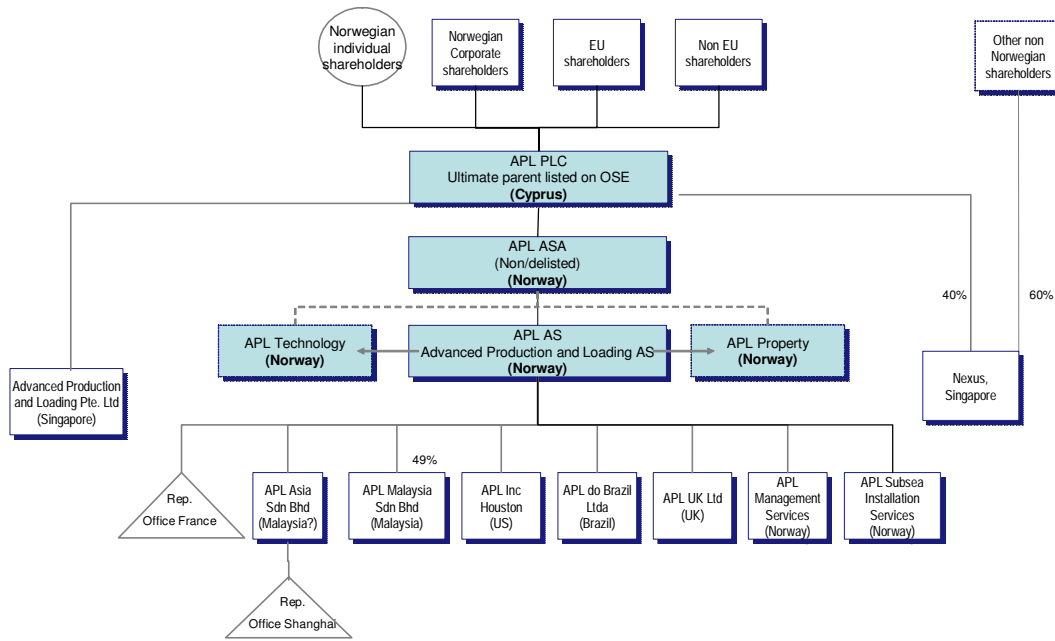 Norwegian
individual
shareholders
Norwegian
Corporate
shareholders
EU
shareholders
Non EU
shareholders
Other non
Norwegian
shareholders
APL PLC
Ultimate parent listed on OSE
(Cyprus)
APL ASA
(Non/delisted)
(Norway)
40%
60%
APL Technology
(Norway)
APL AS
Advanced Production and Loading AS
(Norway)
APL Property
(Norway)
Advanced Production
and Loading Pte. Ltd
(Singapore)
Nexus,
Singapore
49%
Rep.
Office France
APL Asia
Sdn Bhd
(Malaysia?)
APL Malaysia
Sdn Bhd
(Malaysia)
APL Inc
Houston
(US)
APL do Brazil
Ltda
(Brazil)
APL UK Ltd
(UK)
APL
Management
Services
(Norway)
APL Subsea
Installation
Services
(Norway)
Rep.
Office Shanghai